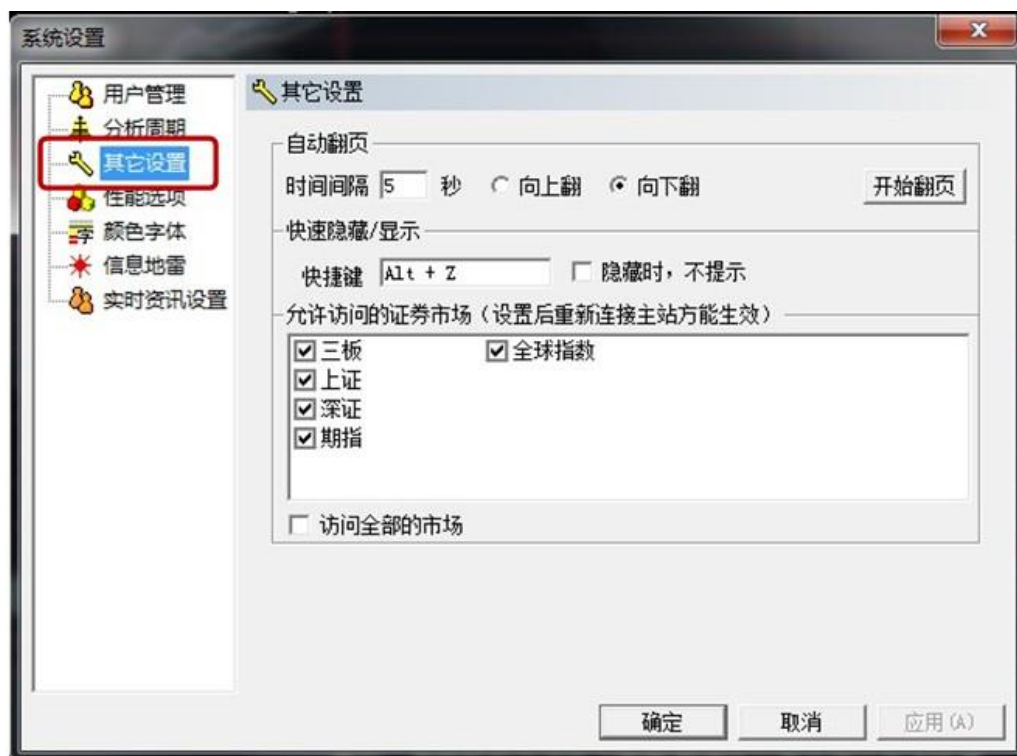 系统设置
用户管理
分析周期
其它设置
性能选项
颜色字体
信息地雷
实时资讯设置
其它设置
自动翻页
时间间隔 5 秒 向上翻 向下翻 开始翻页
快速隐藏/显示
快捷键 Alt + Z 隐藏时，不提示
允许访问的证券市场（设置后重新连接主站方能生效）
三板 全球指数
上证
深证
期指
访问全部的市场
确定 取消 应用(A)